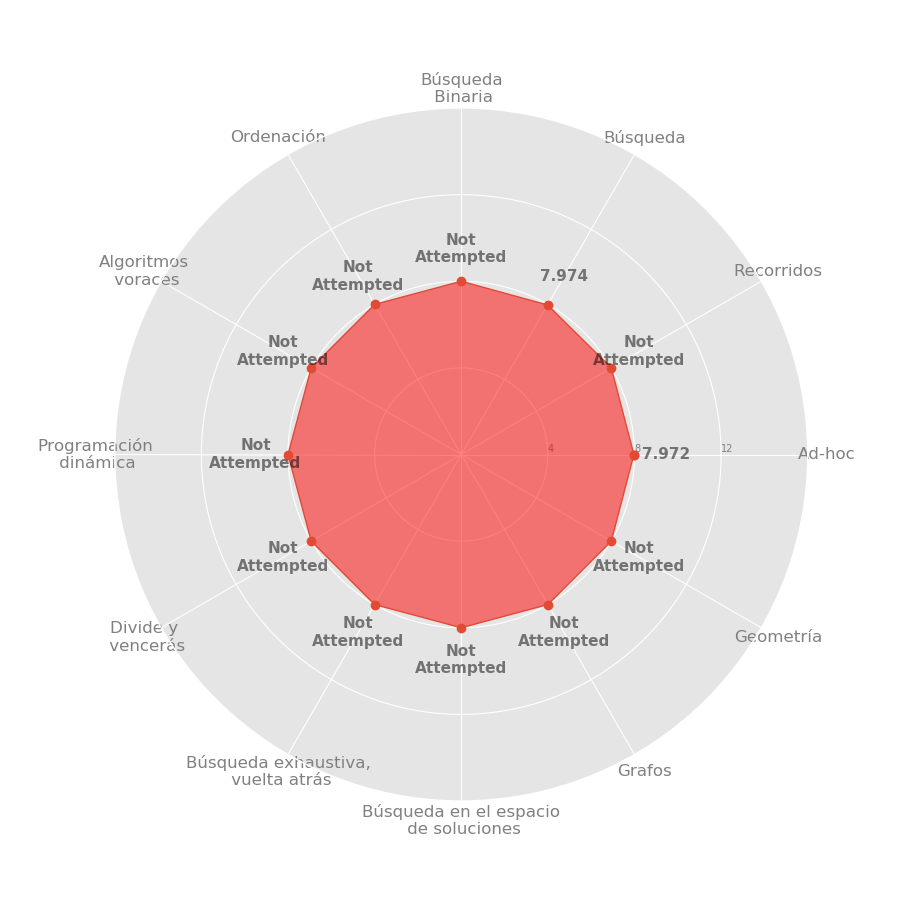 Búsqueda
Binaria
Ordenación
Búsqueda
Not
Attempted
Not
Attempted
7.974
Algoritmos
voraces
Recorridos
Not
Attempted
Not
Attempted
Programación
dinámica
Not
Attempted
4
8
12
7.972
Ad-hoc
Not
Attempted
Not
Attempted
Divide y
vencerás
Not
Attempted
Not
Attempted
Not
Attempted
Geometría
Búsqueda exhaustiva,
vuelta atrás
Grafos
Búsqueda en el espacio
de soluciones